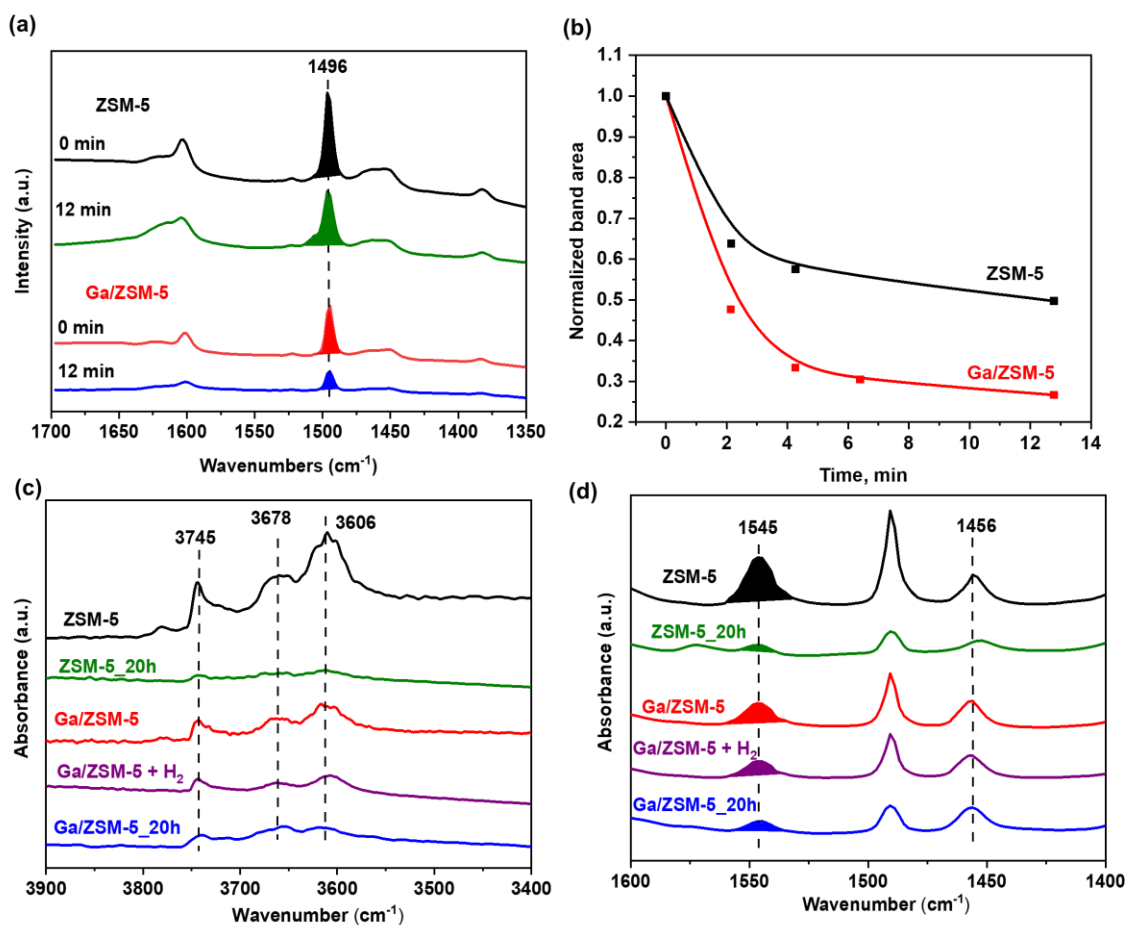 (a)
1496
ZSM-5
0 min
12 min
Ga/ZSM-5
0 min
12 min
Intensity (a.u.)
1700 1650 1600 1550 1500 1450 1400 1350
Wavenumbers (cm⁻¹)
(b)
1.1
1.0
0.9
0.8
0.7
0.6
0.5
0.4
0.3
0.2
Normalized band area
ZSM-5
Ga/ZSM-5
0 2 4 6 8 10 12 14
Time, min
(c)
3745 3678 3606
ZSM-5
ZSM-5_20h
Ga/ZSM-5
Ga/ZSM-5 + H₂
Ga/ZSM-5_20h
Absorbance (a.u.)
3900 3800 3700 3600 3500 3400
Wavenumber (cm⁻¹)
(d)
1545 1456
ZSM-5
ZSM-5_20h
Ga/ZSM-5
Ga/ZSM-5 + H₂
Ga/ZSM-5_20h
Absorbance (a.u.)
1600 1550 1500 1450 1400
Wavenumber (cm⁻¹)